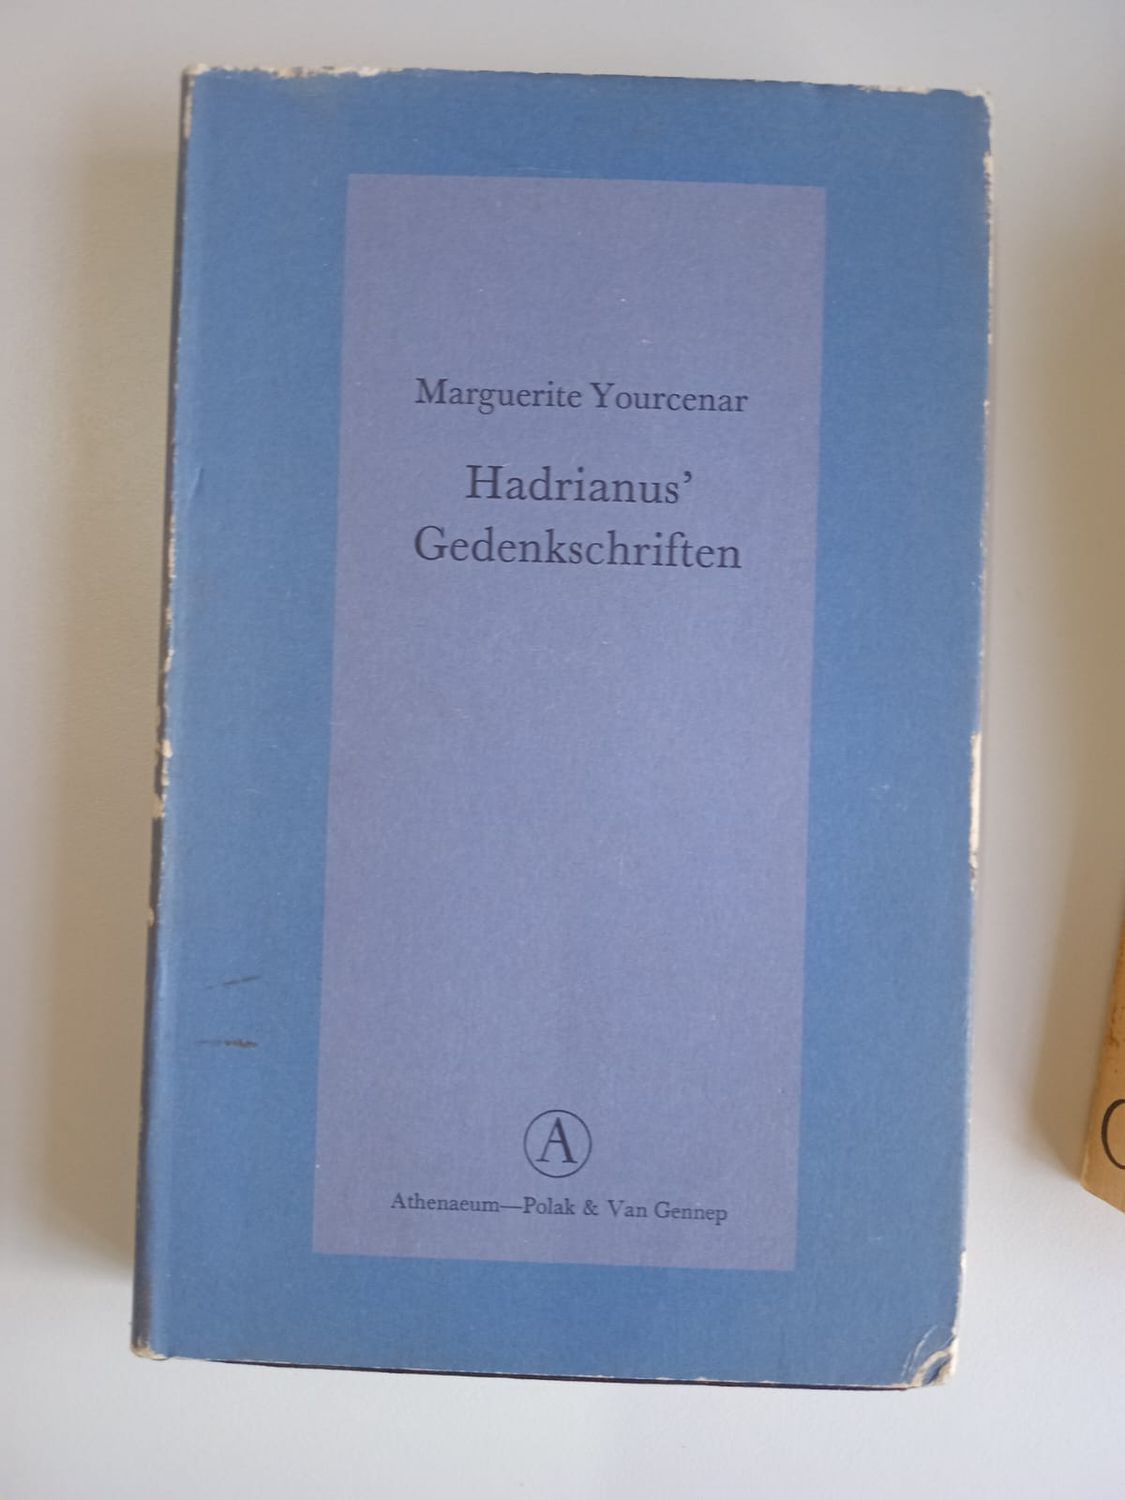 Marguerite Yourcenar
Hadrianus’
Gedenkschriften
A
Athenaeum—Polak & Van Gennep